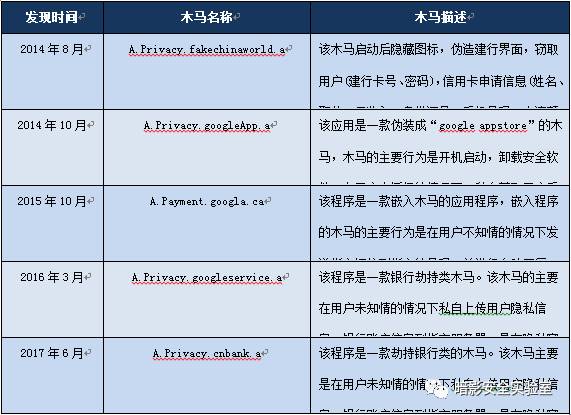 发现时间 木马名称 木马描述
2014 年 8 月 A.Privacy.fakechinaworld.a 该木马启动后隐藏图标，伪造建行界面，窃取
用户(建行卡号、密码)，信用卡申请信息(姓名、
2014 年 10 月 A.Privacy.googleApp.a 该应用是一款伪装成“google appstore”的木
马，木马的主要行为是开机启动，卸载安全软
2015 年 10 月 A.Payment.googla.ca 该程序是一款嵌入木马的应用程序，嵌入程序
的木马的主要行为是在用户不知情的情况下发
2016 年 3 月 A.Privacy.googleservice.a 该程序是一款银行劫持类木马。该木马的主要
在用户未知情的情况下私自上传用户隐私信
2017 年 6 月 A.Privacy.cnbank.a 该程序是一款劫持银行类的木马。该木马主要
是在用户未知情的情况下私自上传用户隐私信
暗影安全实验室